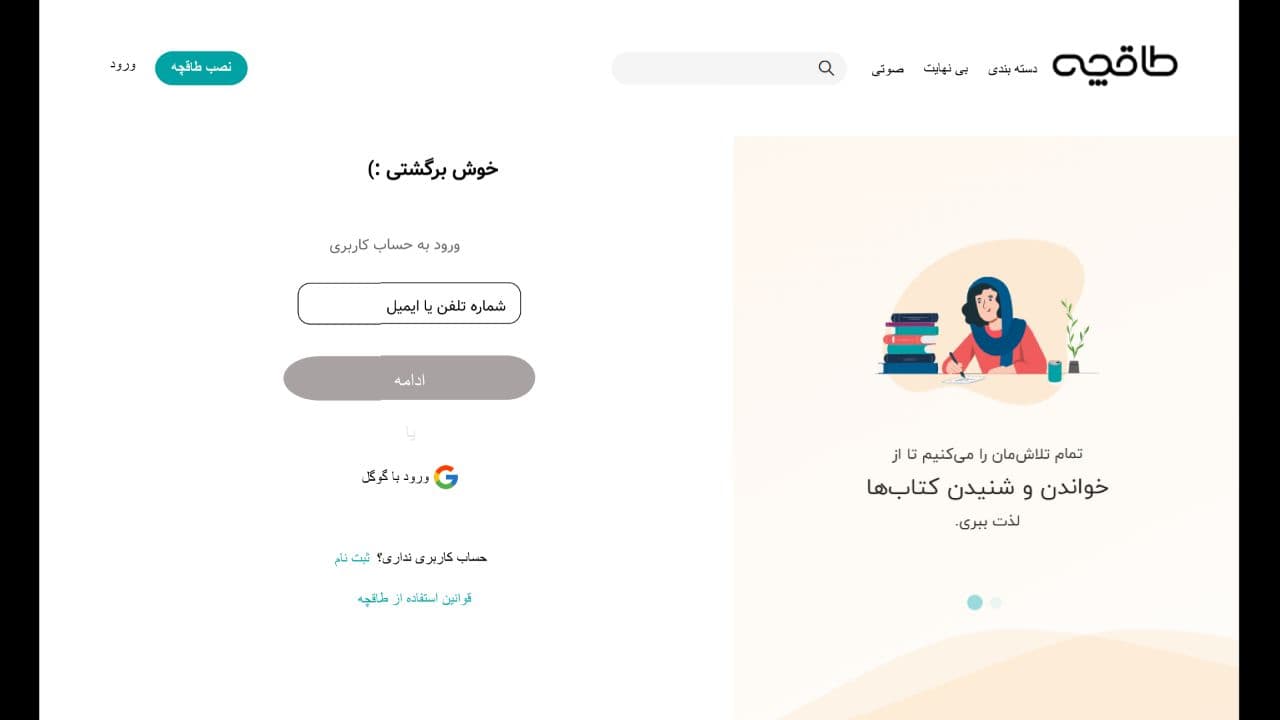 طاقچه
دسته بندی
بی نهایت
صوتی
نصب طاقچه
ورود
تمام تلاش‌مان را می‌کنیم تا از
خواندن و شنیدن کتاب‌ها
لذت ببری.
خوش برگشتی :)
ورود به حساب کاربری
شماره تلفن یا ایمیل
ادامه
یا
ورود با گوگل
حساب کاربری نداری؟ ثبت نام
قوانین استفاده از طاقچه